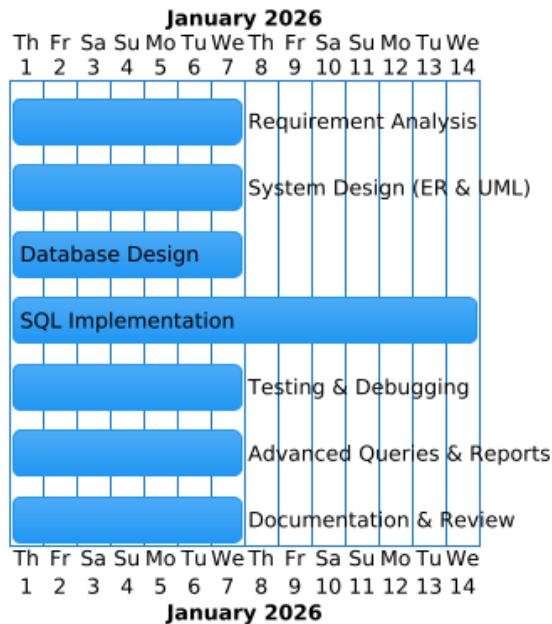 January 2026
Th Fr Sa Su Mo Tu We Th Fr Sa Su Mo Tu We
1 2 3 4 5 6 7 8 9 10 11 12 13 14
Requirement Analysis
System Design (ER & UML)
Database Design
SQL Implementation
Testing & Debugging
Advanced Queries & Reports
Documentation & Review
Th Fr Sa Su Mo Tu We Th Fr Sa Su Mo Tu We
1 2 3 4 5 6 7 8 9 10 11 12 13 14
January 2026